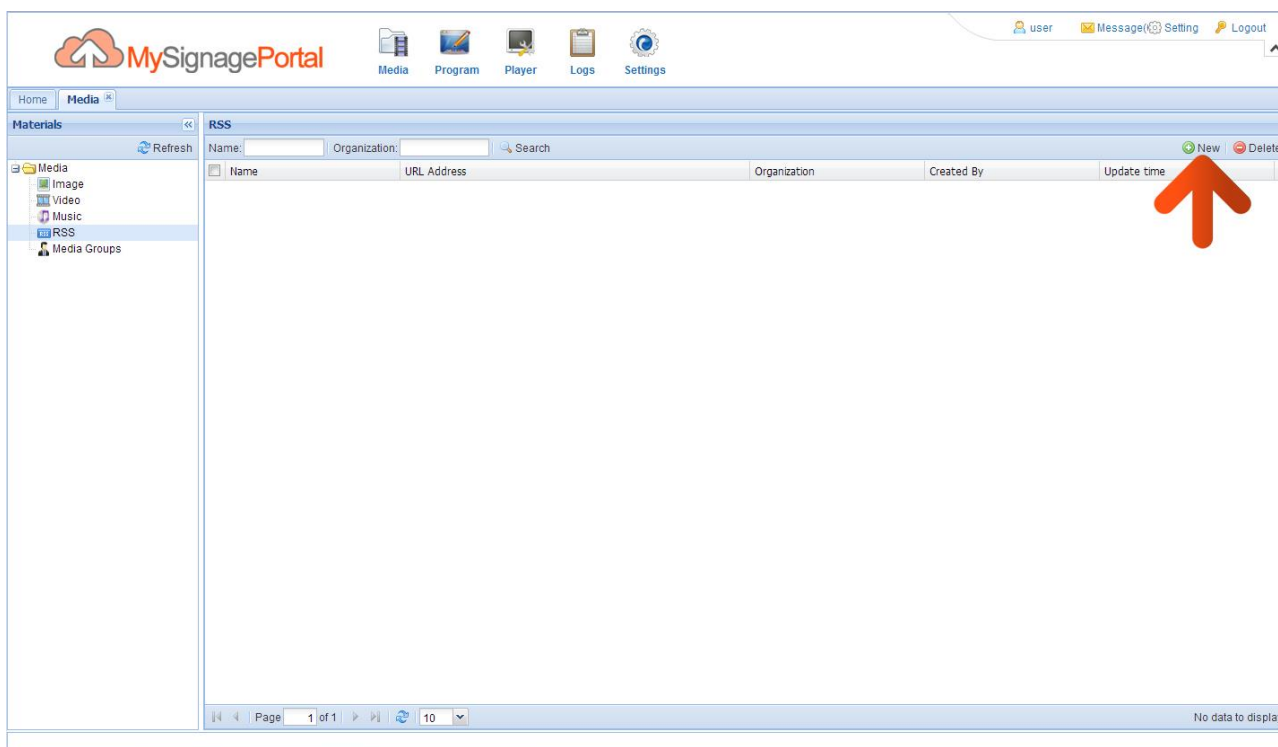 user Message( Setting Logout
MySignagePortal
Media Program Player Logs Settings
Home Media
Materials
RSS
Refresh
Name: Organization: Search New Delete
Name URL Address Organization Created By Update time
Media
Image
Video
Music
RSS
Media Groups
Page 1 of 1 10 No data to display